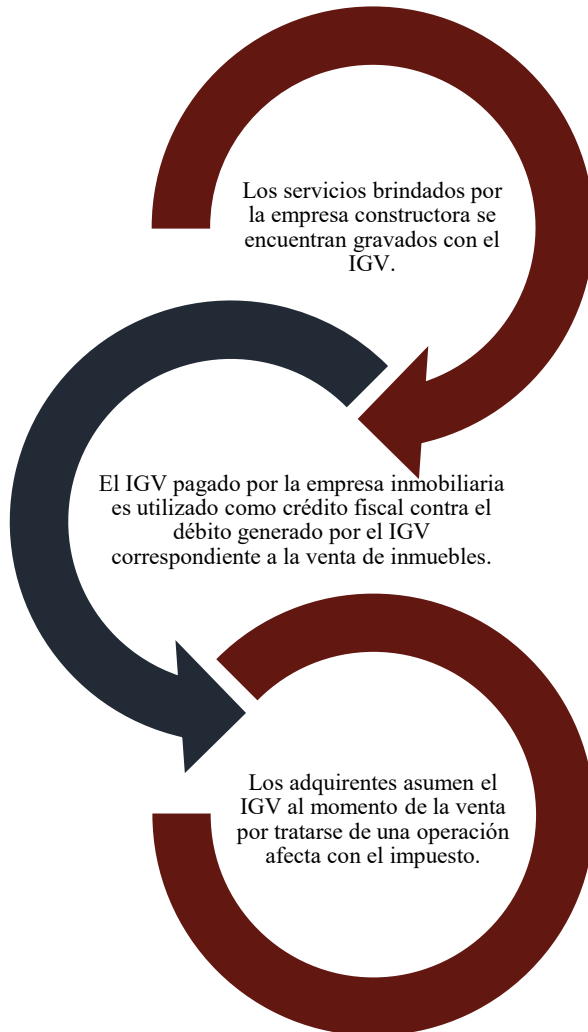 Los servicios brindados por
la empresa constructora se
encuentran gravados con el
IGV.
El IGV pagado por la empresa inmobiliaria
es utilizado como crédito fiscal contra el
débito generado por el IGV
correspondiente a la venta de inmuebles.
Los adquirentes asumen el
IGV al momento de la venta
por tratarse de una operación
afecta con el impuesto.